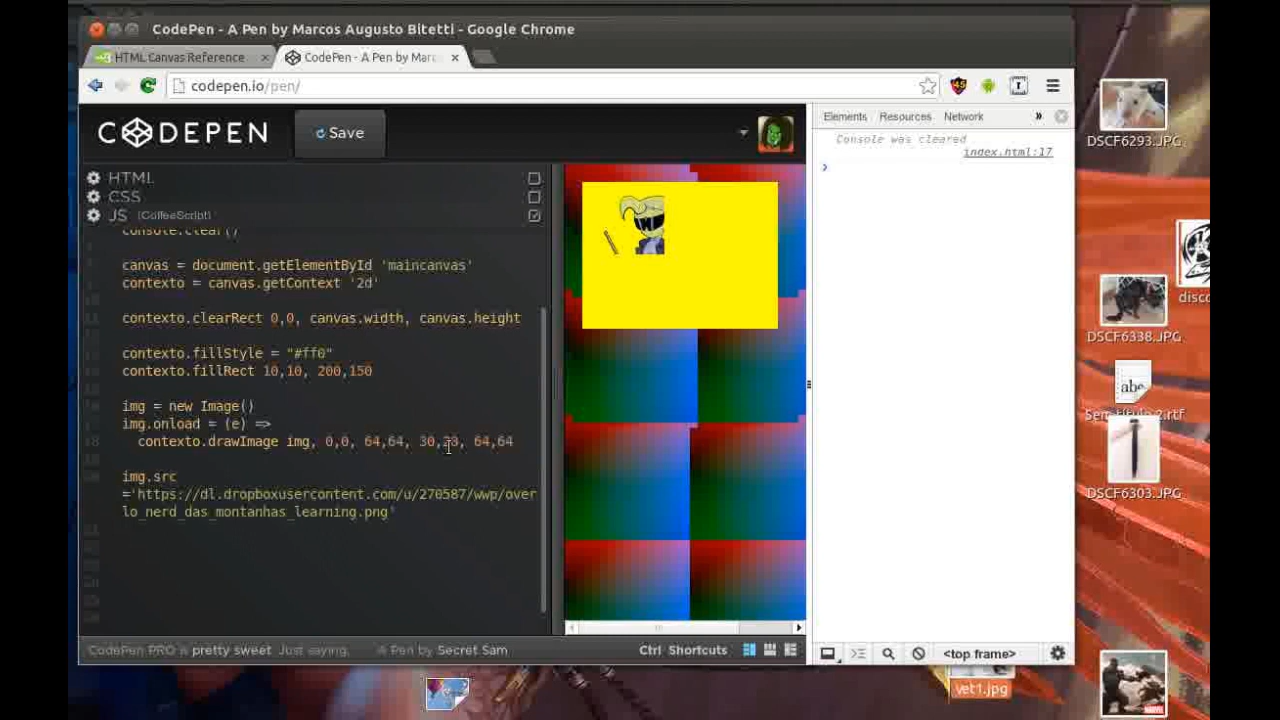 CodePen - A Pen by Marcos Augusto Bitetti - Google Chrome
HTML Canvas Reference
CodePen - A Pen by Marc
codepen.io/pen/
CODEPEN
Save
HTML
CSS
JS (CoffeeScript)
console.clear()
canvas = document.getElementById 'maincanvas'
contexto = canvas.getContext '2d'
contexto.clearRect 0,0, canvas.width, canvas.height
contexto.fillStyle = "#ff0"
contexto.fillRect 10,10, 200,150
img = new Image()
img.onload = (e) =>
contexto.drawImage img, 0,0, 64,64, 64,64
img.src
='https://dl.dropboxusercontent.com/u/270587/wwp/over
lo_nerd_das_montanhas_learning.png'
CodePen PRO is pretty sweet Just saying.
A Pen by Secret Sam
Ctrl Shortcuts
Elements Resources Network »
Console was cleared
index.html:17
<top frame>
DSCF6293.JPG
disco
DSCF6338.JPG
abc
DSCF6303.JPG
vet1.jpg
MARVEL